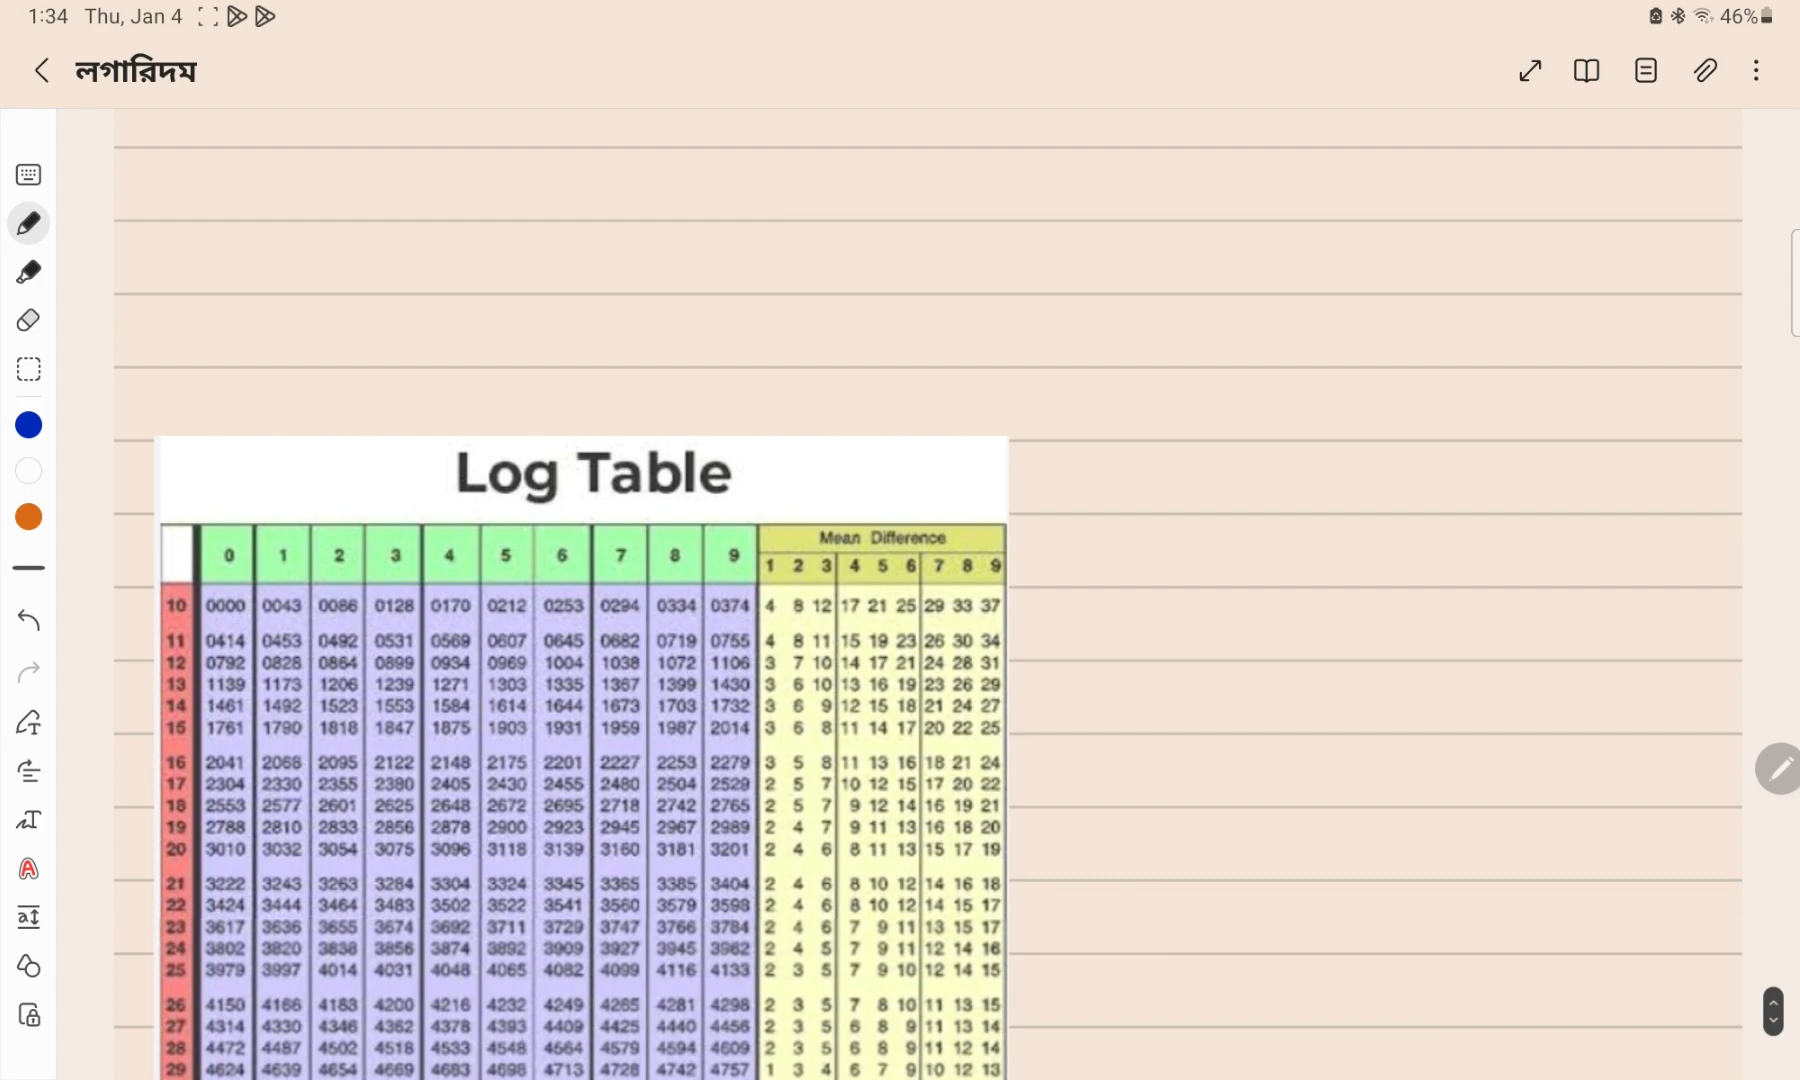 1:34 Thu, Jan 4 46%
লগারিদম
Log Table
Mean Difference
0 1 2 3 4 5 6 7 8 9 1 2 3 4 5 6 7 8 9
10 0000 0043 0086 0128 0170 0212 0253 0294 0334 0374 4 8 12 17 21 25 29 33 37
11 0414 0453 0492 0531 0569 0607 0645 0682 0719 0755 4 8 11 15 19 23 26 30 34
12 0792 0828 0864 0899 0934 0969 1004 1038 1072 1106 3 7 10 14 17 21 24 28 31
13 1139 1173 1206 1239 1271 1303 1335 1367 1399 1430 3 6 10 13 16 19 23 26 29
14 1461 1492 1523 1553 1584 1614 1644 1673 1703 1732 3 6 9 12 15 18 21 24 27
15 1761 1790 1818 1847 1875 1903 1931 1959 1987 2014 3 6 8 11 14 17 20 22 25
16 2041 2068 2095 2122 2148 2175 2201 2227 2253 2279 3 5 8 11 13 16 18 21 24
17 2304 2330 2355 2380 2405 2430 2455 2480 2504 2529 2 5 7 10 12 15 17 20 22
18 2553 2577 2601 2625 2648 2672 2695 2718 2742 2765 2 5 7 9 12 14 16 19 21
19 2788 2810 2833 2856 2878 2900 2923 2945 2967 2989 2 4 7 9 11 13 16 18 20
20 3010 3032 3054 3075 3096 3118 3139 3160 3181 3201 2 4 6 8 11 13 15 17 19
21 3222 3243 3263 3284 3304 3324 3345 3365 3385 3404 2 4 6 8 10 12 14 16 18
22 3424 3444 3464 3483 3502 3522 3541 3560 3579 3598 2 4 6 8 10 12 14 15 17
23 3617 3636 3655 3674 3692 3711 3729 3747 3766 3784 2 4 6 7 9 11 13 15 17
24 3802 3820 3838 3856 3874 3892 3909 3927 3945 3962 2 4 5 7 9 11 12 14 16
25 3979 3997 4014 4031 4048 4065 4082 4099 4116 4133 2 3 5 7 9 10 12 14 15
26 4150 4166 4183 4200 4216 4232 4249 4265 4281 4298 2 3 5 7 8 10 11 13 15
27 4314 4330 4346 4362 4378 4393 4409 4425 4440 4456 2 3 5 6 8 9 11 13 14
28 4472 4487 4502 4518 4533 4548 4564 4579 4594 4609 2 3 5 6 8 9 11 12 14
29 4624 4639 4654 4669 4683 4698 4713 4728 4742 4757 1 3 4 6 7 9 10 12 13